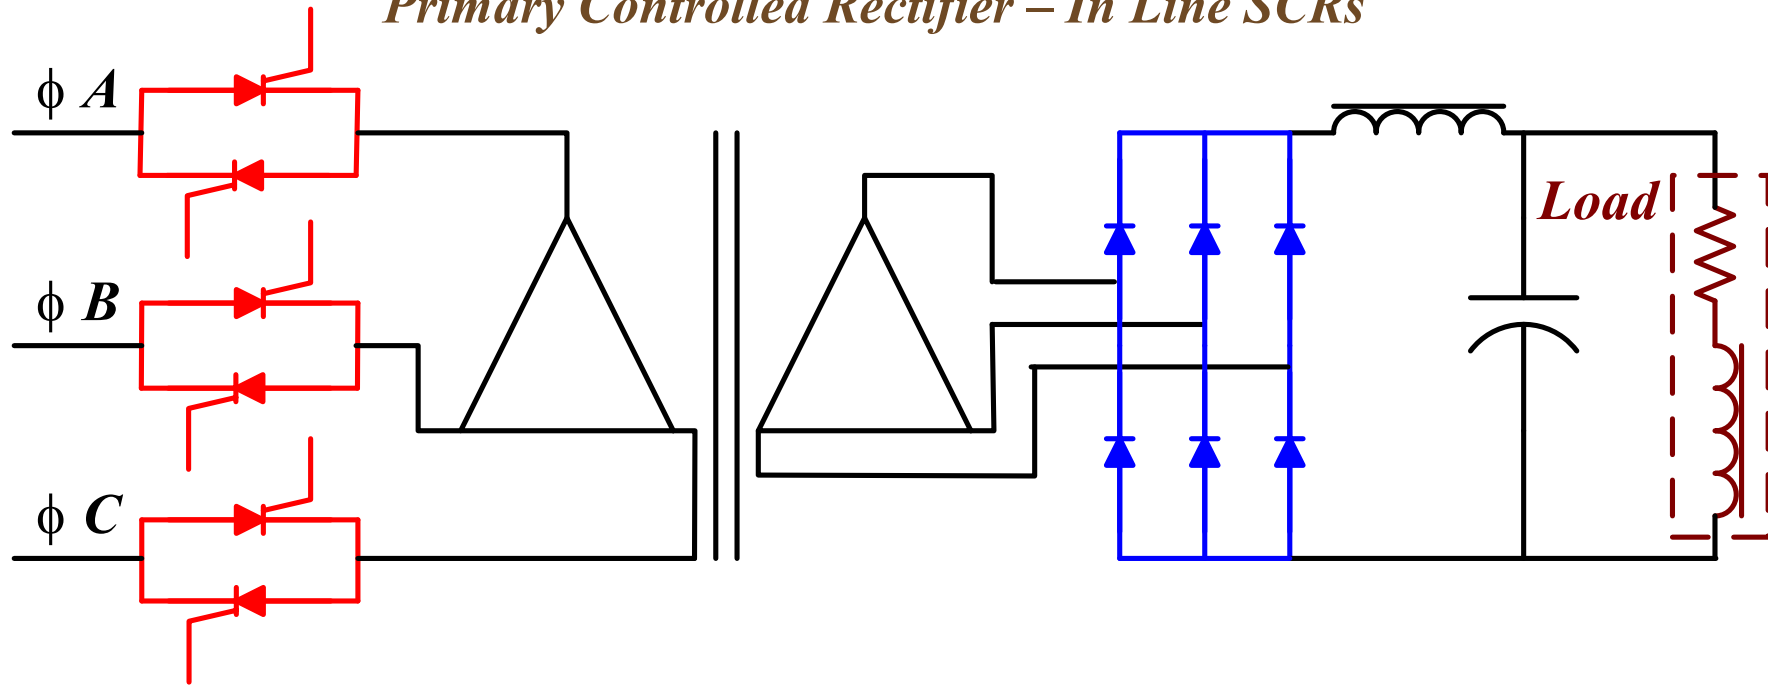 Primary Controlled Rectifier – In Line SCRs
ϕ A
Load
ϕ B
ϕ C